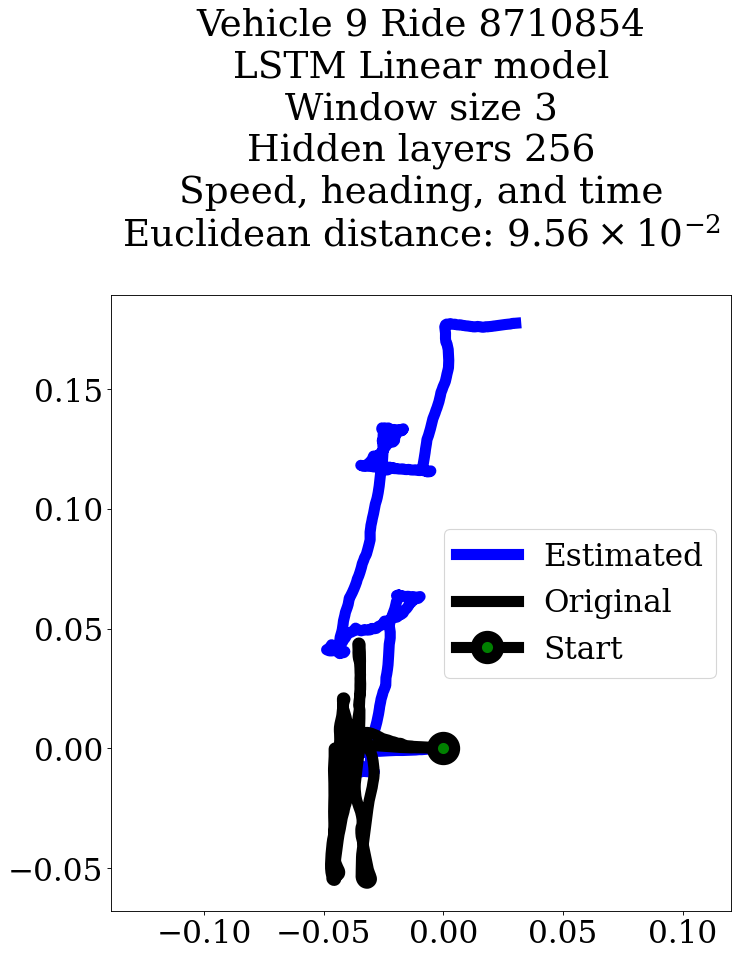 Vehicle 9 Ride 8710854
LSTM Linear model
Window size 3
Hidden layers 256
Speed, heading, and time
Euclidean distance: 9.56 × 10⁻²
0.15
0.10
0.05
0.00
−0.05
Estimated
Original
Start
−0.10 −0.05 0.00 0.05 0.10